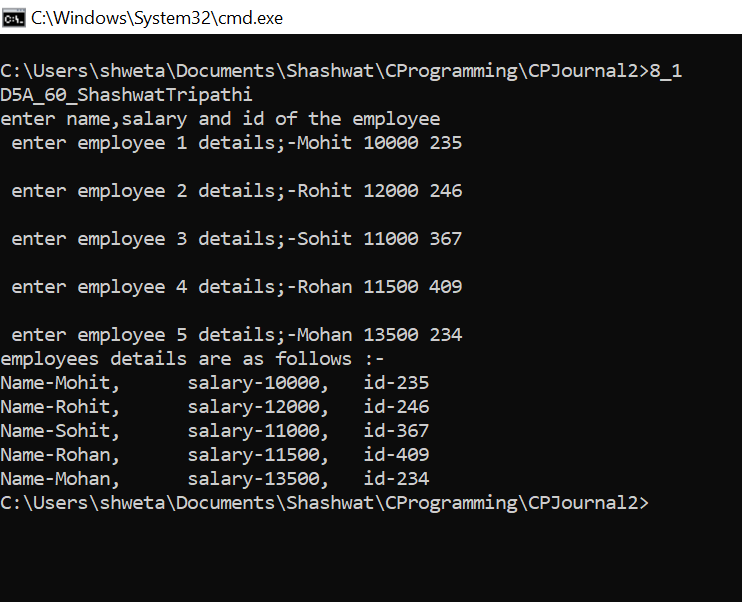 C:\Windows\System32\cmd.exe
C:\Users\shweta\Documents\Shashwat\CProgramming\CPJournal2>8_1
D5A_60_ShashwatTripathi
enter name,salary and id of the employee
 enter employee 1 details;-Mohit 10000 235
 enter employee 2 details;-Rohit 12000 246
 enter employee 3 details;-Sohit 11000 367
 enter employee 4 details;-Rohan 11500 409
 enter employee 5 details;-Mohan 13500 234
employees details are as follows :-
Name-Mohit,      salary-10000,   id-235
Name-Rohit,      salary-12000,   id-246
Name-Sohit,      salary-11000,   id-367
Name-Rohan,      salary-11500,   id-409
Name-Mohan,      salary-13500,   id-234
C:\Users\shweta\Documents\Shashwat\CProgramming\CPJournal2>